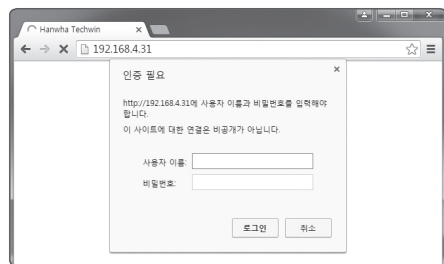 Hanwha Techwin
192.168.4.31
인증 필요
http://192.168.4.31에 사용자 이름과 비밀번호를 입력해야
합니다.
이 사이트에 대한 연결은 비공개가 아닙니다.
사용자 이름:
비밀번호:
로그인 취소